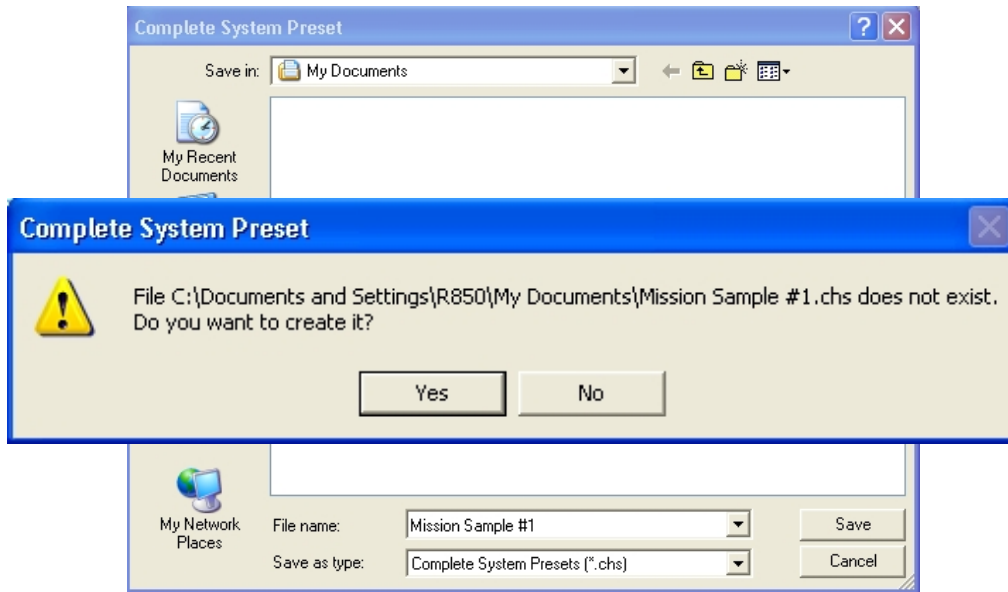 Complete System Preset
Save in: My Documents
My Recent
Documents
Complete System Preset
File C:\Documents and Settings\R850\My Documents\Mission Sample #1.chs does not exist.
Do you want to create it?
Yes No
My Network
Places
File name: Mission Sample #1 Save
Save as type: Complete System Presets (*.chs) Cancel